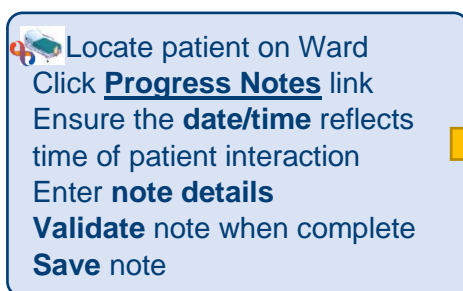 Locate patient on Ward
Click Progress Notes link
Ensure the date/time reflects
time of patient interaction
Enter note details
Validate note when complete
Save note